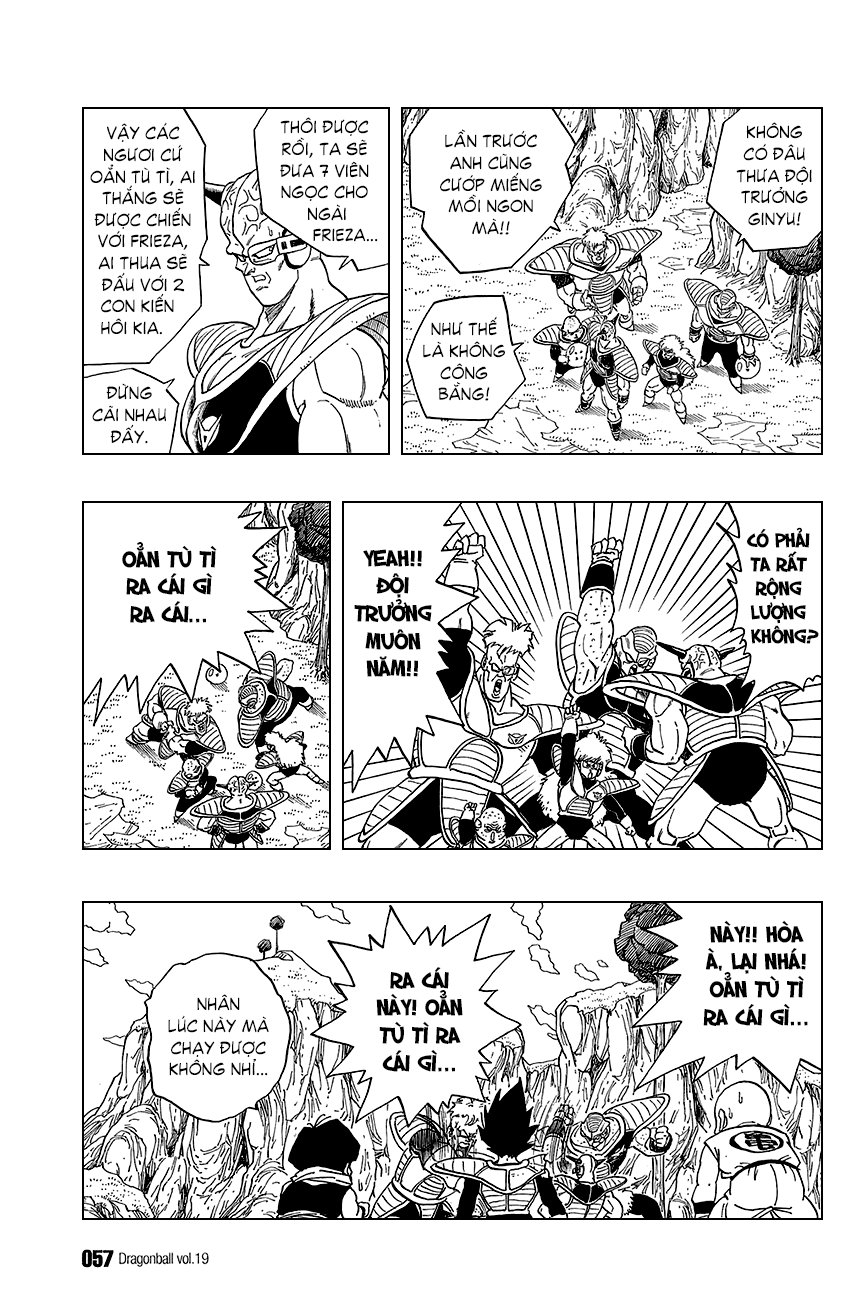 KHÔNG
CÓ ĐÂU
THƯA ĐỘI
TRƯỞNG
GINYU!
LẦN TRƯỚC
ANH CŨNG
CƯỚP MIẾNG
MỒI NGON
MÀ!!
NHƯ THẾ
LÀ KHÔNG
CÔNG
BẰNG!
THÔI ĐƯỢC
RỒI, TA SẼ
ĐƯA 7 VIÊN
NGỌC CHO
NGÀI
FRIEZA...
VẬY CÁC
NGƯƠI CỨ
OẲN TÙ TÌ, AI
THẮNG SẼ
ĐƯỢC CHIẾN
VỚI FRIEZA,
AI THUA SẼ
ĐẤU VỚI 2
CON KIẾN
HÔI KIA.
ĐỪNG
CÃI NHAU
ĐẤY.
CÓ PHẢI
TA RẤT
RỘNG
LƯỢNG
KHÔNG?
YEAH!!
ĐỘI
TRƯỞNG
MUÔN
NĂM!!
OẲN TÙ TÌ
RA CÁI GÌ
RA CÁI...
NÀY!! HÒA
À, LẠI NHÁ!
OẲN TÙ TÌ
RA CÁI GÌ...
RA CÁI
NÀY! OẲN
TÙ TÌ RA
CÁI GÌ...
NHÂN
LÚC NÀY MÀ
CHẠY ĐƯỢC
KHÔNG NHỈ...
亀
057 Dragonball vol.19